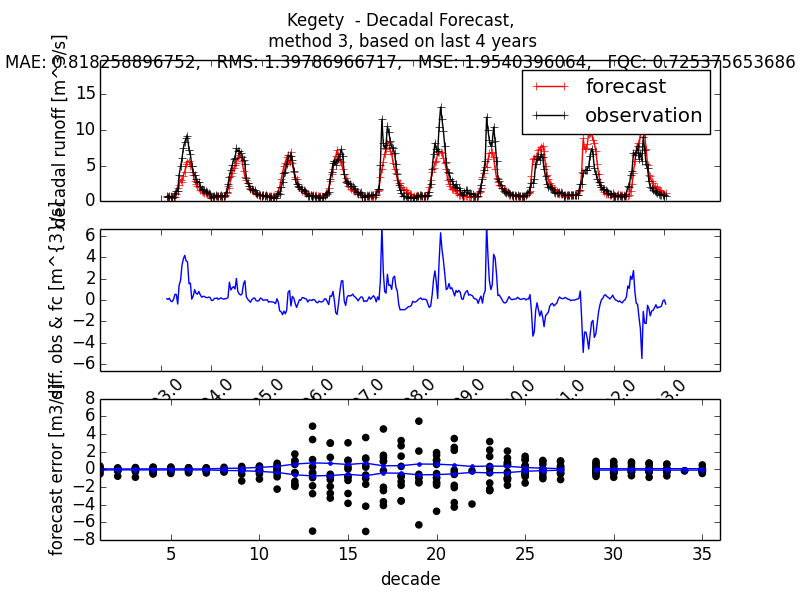 Kegety - Decadal Forecast,
method 3, based on last 4 years
MAE: 0.818258896752, RMS: 1.39786966717, MSE: 1.9540396064, FQC: 0.725375653686
decadal runoff [m^3/s]
15
10
5
0
forecast
observation
diff. obs & fc [m^{3}/s]
6
4
2
0
−2
−4
−6
forecast error [m3/s]
8
6
4
2
0
−2
−4
−6
−8
5 10 15 20 25 30 35
decade